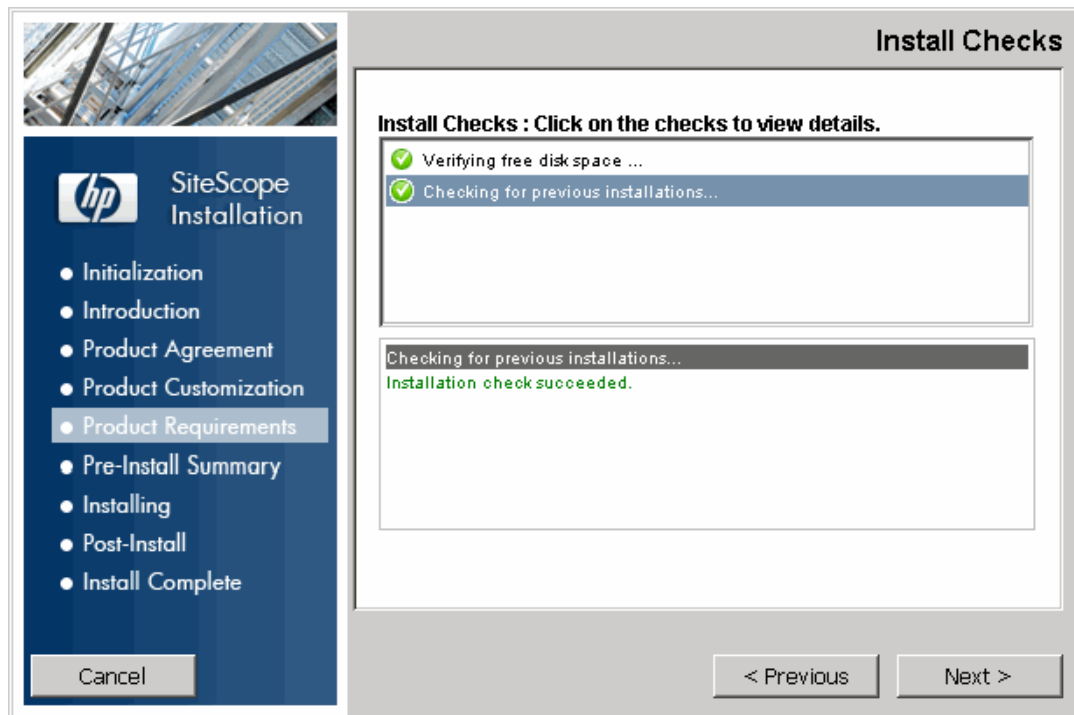 Install Checks
hp
SiteScope
Installation
Initialization
Introduction
Product Agreement
Product Customization
Product Requirements
Pre-Install Summary
Installing
Post-Install
Install Complete
Install Checks : Click on the checks to view details.
Verifying free disk space ...
Checking for previous installations...
Checking for previous installations...
Installation check succeeded.
Cancel
< Previous
Next >